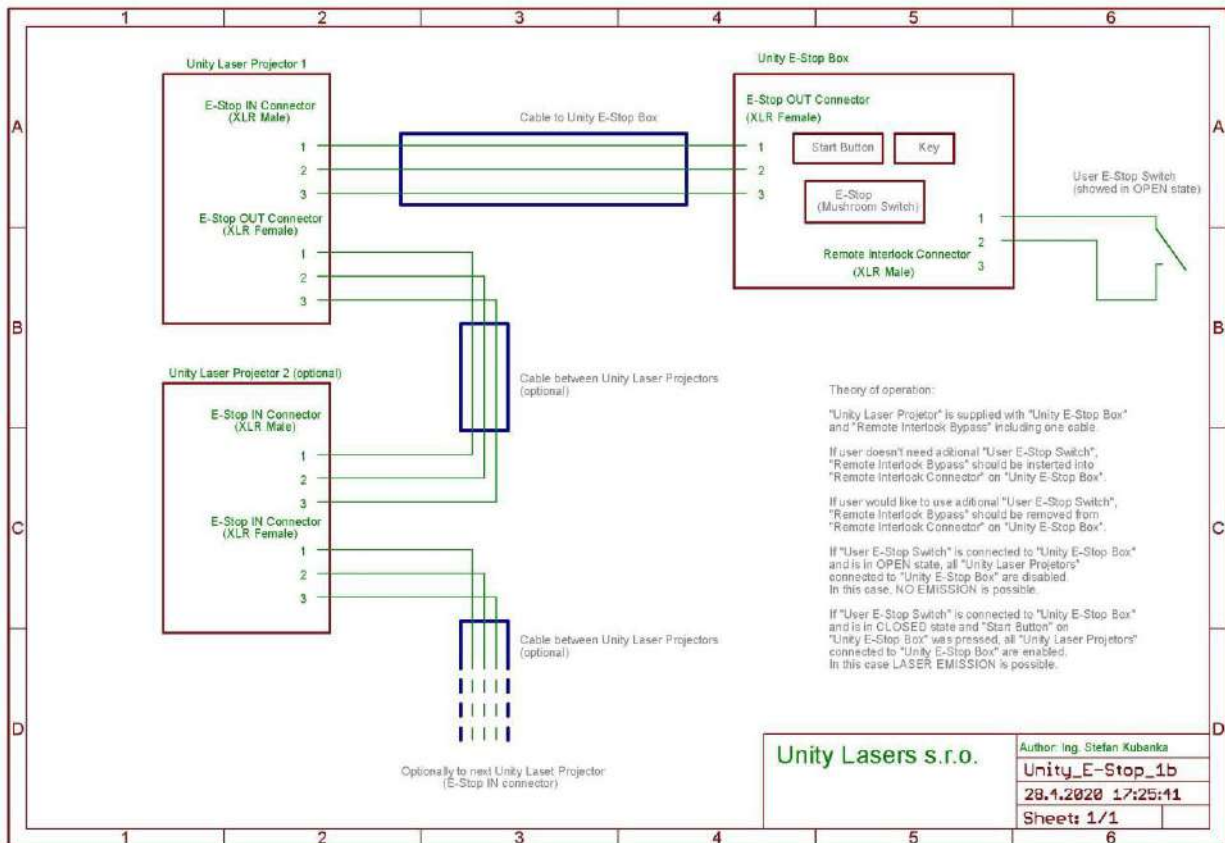 1 2 3 4 5 6
A
B
C
D
A
B
C
D
Unity Laser Projector 1
E-Stop IN Connector
(XLR Male)
1
2
3
E-Stop OUT Connector
(XLR Female)
1
2
3
Cable to Unity E-Stop Box
Unity E-Stop Box
E-Stop OUT Connector
(XLR Female)
1
2
3
Start Button
Key
E-Stop
(Mushroom Switch)
1
2
3
Remote Interlock Connector
(XLR Male)
User E-Stop Switch
(showed in OPEN state)
Cable between Unity Laser Projectors
(optional)
Unity Laser Projector 2 (optional)
E-Stop IN Connector
(XLR Male)
1
2
3
E-Stop IN Connector
(XLR Female)
1
2
3
Cable between Unity Laser Projectors
(optional)
Optionally to next Unity Laset Projector
(E-Stop IN connector)
Theory of operation:
"Unity Laser Projetor" is supplied with "Unity E-Stop Box"
and "Remote Interlock Bypass" including one cable.
If user doesn't need aditional "User E-Stop Switch",
"Remote Interlock Bypass" should be insterted into
"Remote Interlock Connector" on "Unity E-Stop Box".
If user would like to use aditional "User E-Stop Switch",
"Remote Interlock Bypass" should be removed from
"Remote Interlock Connector" on "Unity E-Stop Box".
If "User E-Stop Switch" is connected to "Unity E-Stop Box"
and is in OPEN state, all "Unity Laser Projetors"
connected to "Unity E-Stop Box" are disabled.
In this case, NO EMISSION is possible.
If "User E-Stop Switch" is connected to "Unity E-Stop Box"
and is in CLOSED state and "Start Button" on
"Unity E-Stop Box" was pressed, all "Unity Laser Projetors"
connected to "Unity E-Stop Box" are enabled.
In this case LASER EMISSION is possible.
Unity Lasers s.r.o.
Author: Ing. Stefan Kubanka
Unity_E-Stop_1b
28.4.2020 17:25:41
Sheet: 1/1
1 2 3 4 5 6